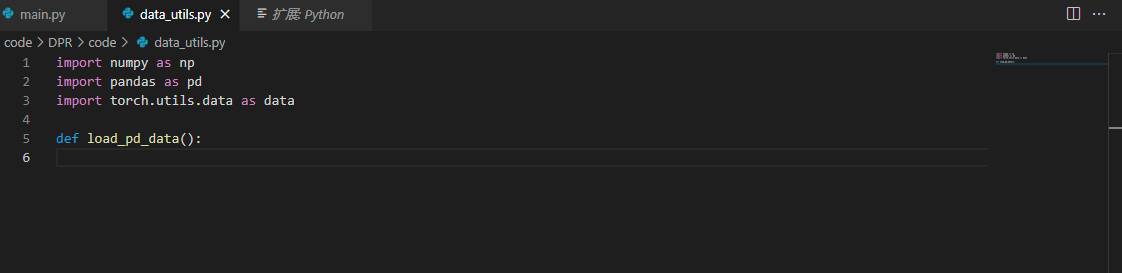 main.py data_utils.py 扩展: Python
code > DPR > code > data_utils.py
1 import numpy as np
2 import pandas as pd
3 import torch.utils.data as data
4
5 def load_pd_data():
6